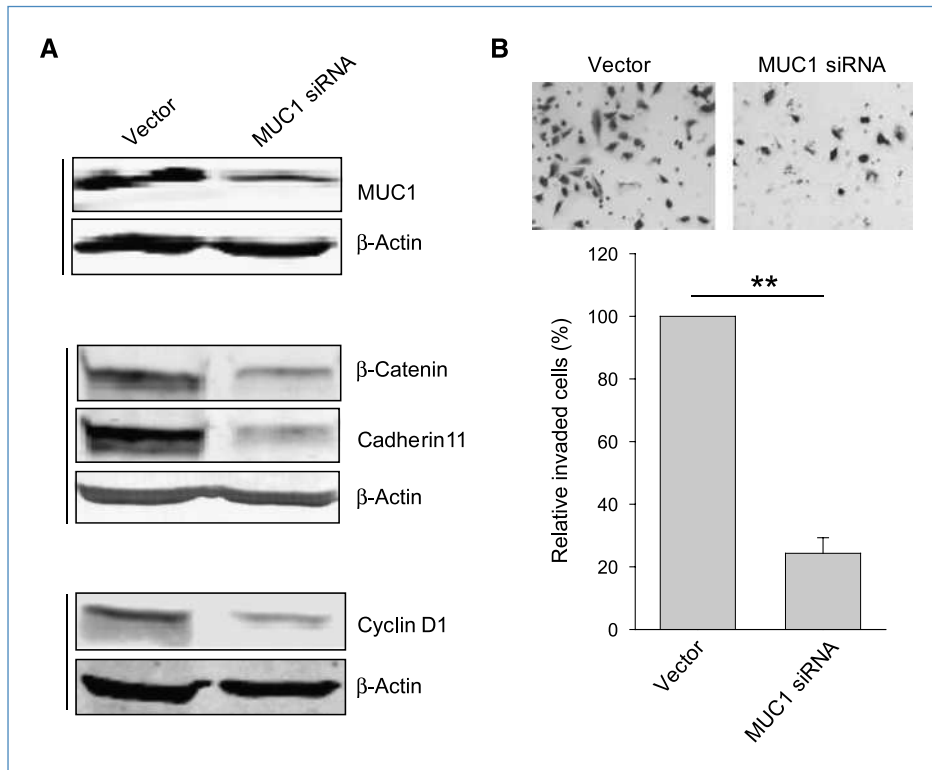 A
Vector
MUC1 siRNA
MUC1
β-Actin
β-Catenin
Cadherin11
β-Actin
Cyclin D1
β-Actin
B
Vector
MUC1 siRNA
Relative invaded cells (%)
120
100
80
60
40
20
0
**
Vector
MUC1 siRNA